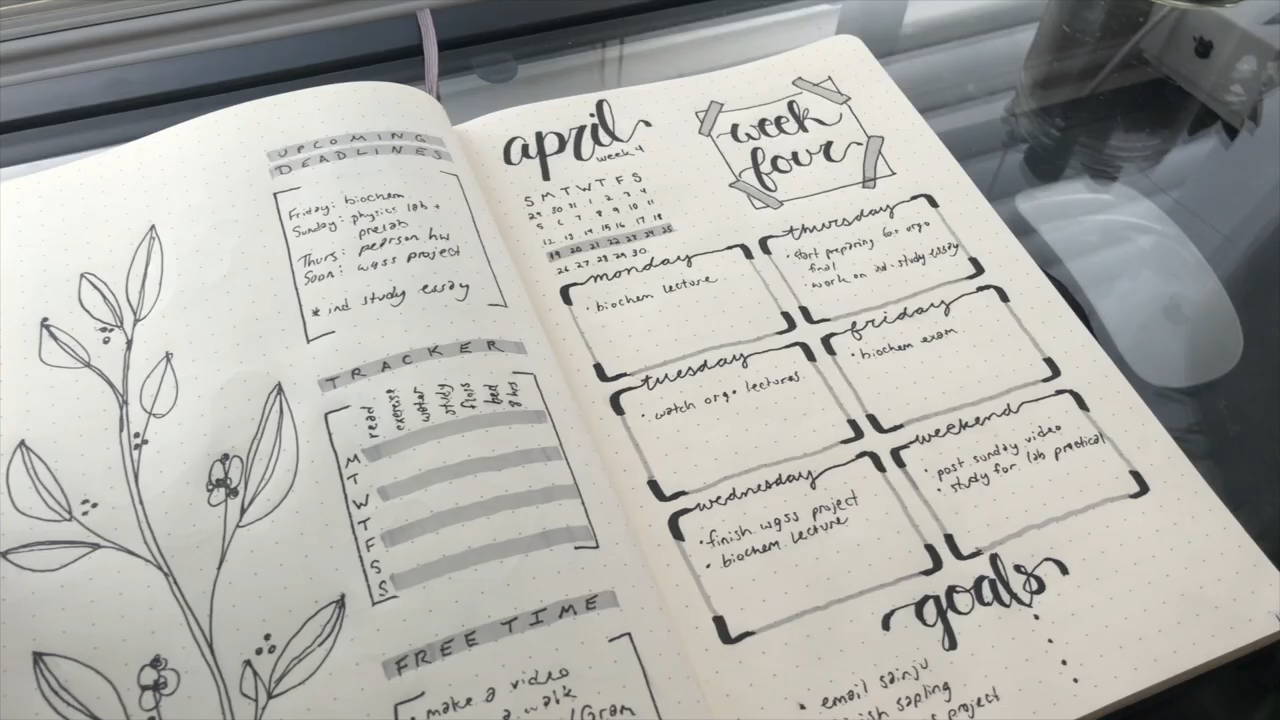 UPCOMING
DEADLINES
Friday: biochem
Sunday: physics lab +
prelab
Thurs: pearson hw
Soon: wgss project
* ind study essay
TRACKER
read
exercise
water
study
floss
bed
8 hrs
M
T
W
T
F
S
S
FREE TIME
• make a video
a walk
/Gram
april
week 4
S M T W T F S
29 30 31 1 2 3 4
5 6 7 8 9 10 11
12 13 14 15 16 17 18
19 20 21 22 23 24 25
26 27 28 29 30
week
four
monday
• biochem lecture
tuesday
• watch orgo lectures
wednesday
• finish wgss project
• biochem lecture
thursday
• start preparing for orgo
final
• work on ind. study essay
friday
• biochem exam
weekend
• post sunday video
• study for lab practical
goals
• email sainju
sapling
project